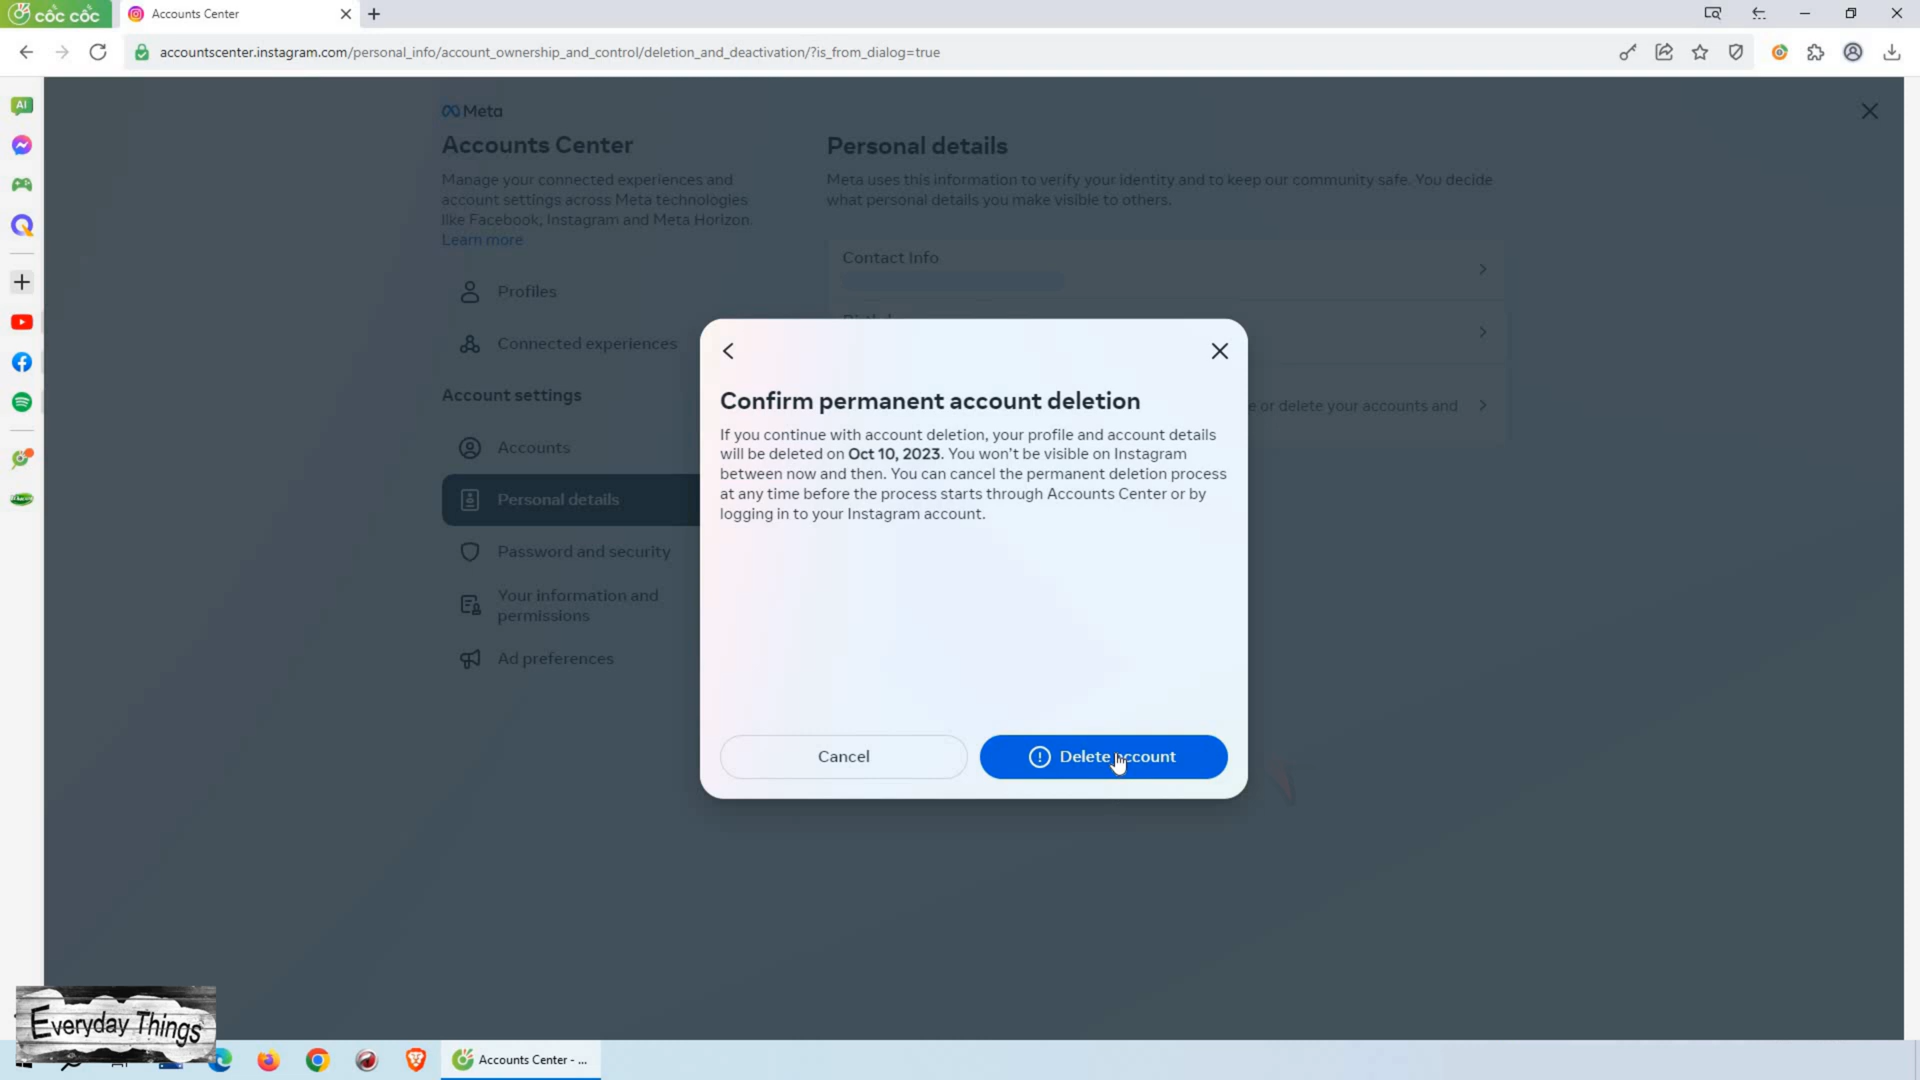 cốc cốc
Accounts Center
accountscenter.instagram.com/personal_info/account_ownership_and_control/deletion_and_deactivation/?is_from_dialog=true
AI
Meta
Accounts Center
Manage your connected experiences and
account settings across Meta technologies
like Facebook, Instagram and Meta Horizon.
Learn more
Profiles
Connected experiences
Account settings
Accounts
Personal details
Password and security
Your information and
permissions
Ad preferences
Personal details
Meta uses this information to verify your identity and to keep our community safe. You decide
what personal details you make visible to others.
Contact Info
e or delete your accounts and
Confirm permanent account deletion
If you continue with account deletion, your profile and account details
will be deleted on Oct 10, 2023. You won't be visible on Instagram
between now and then. You can cancel the permanent deletion process
at any time before the process starts through Accounts Center or by
logging in to your Instagram account.
Cancel
Delete account
Everyday Things
Accounts Center - ...